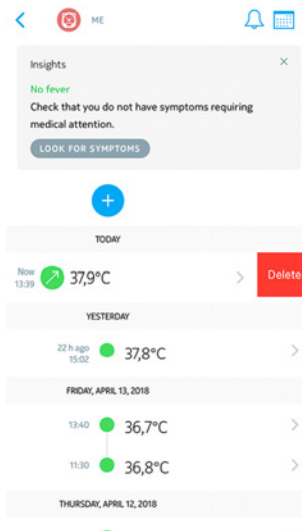 ME
Insights
No fever
Check that you do not have symptoms requiring
medical attention.
LOOK FOR SYMPTOMS
TODAY
Now
13:39
37,9°C
Delete
YESTERDAY
22 h ago
15:02
37,8°C
FRIDAY, APRIL 13, 2018
13:40
36,7°C
11:30
36,8°C
THURSDAY, APRIL 12, 2018